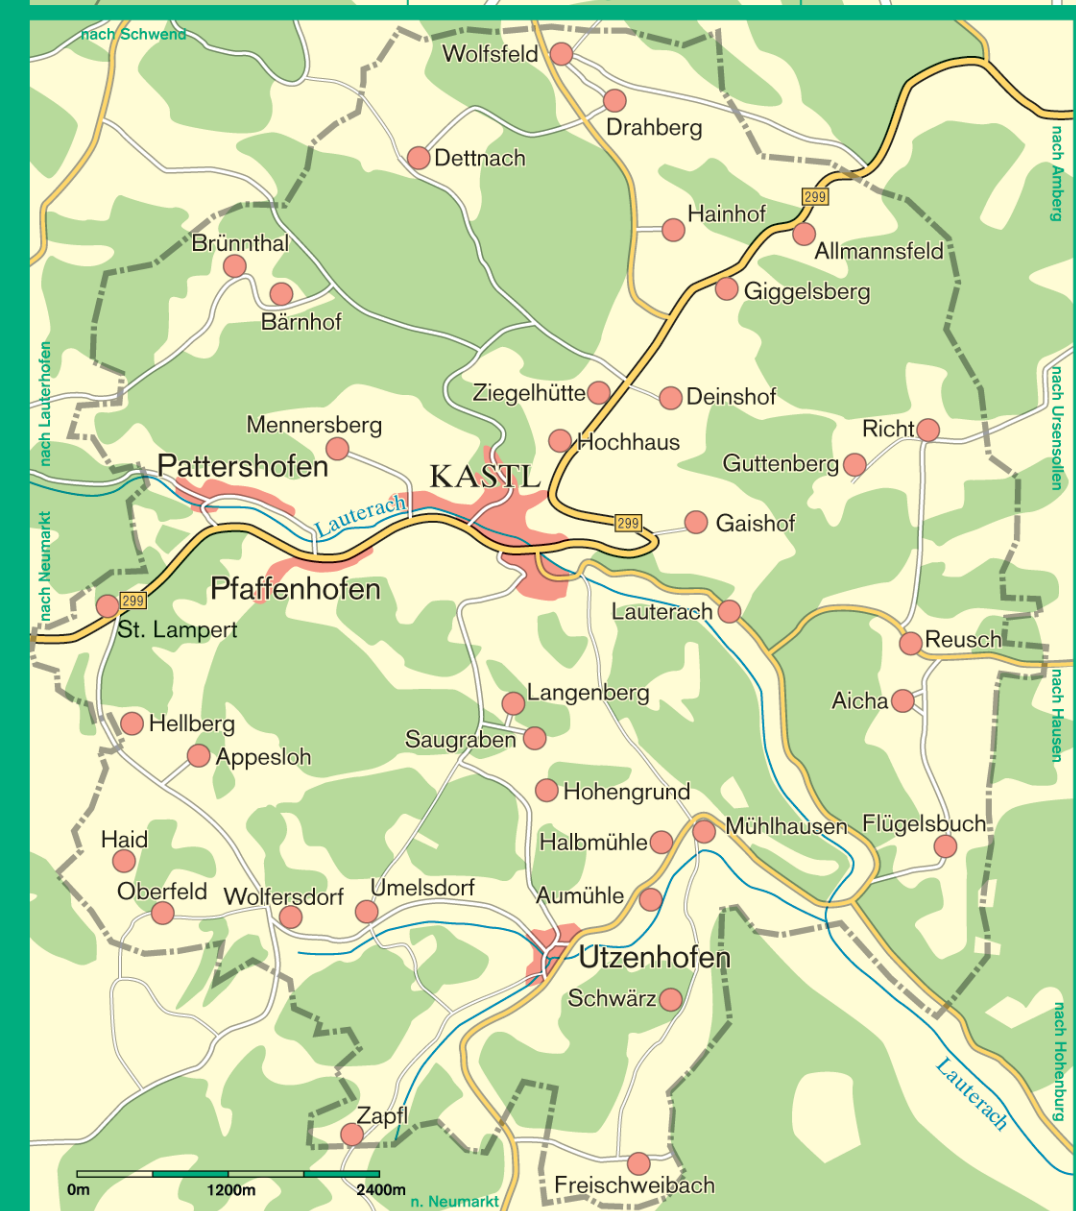 nach Schwend
Wolfsfeld
Drahberg
Dettnach
nach Amberg
299
Hainhof
Brünnthal
Allmannsfeld
Giggelsberg
Bärnhof
nach Lauterhofen
Ziegelhütte
Deinshof
nach Ursensollen
Mennersberg
Hochhaus
Richt
Pattershofen
KASTL
Guttenberg
Lauterach
299
Gaishof
nach Neumarkt
Pfaffenhofen
299
St. Lampert
Lauterach
Reusch
nach Hausen
Langenberg
Aicha
Hellberg
Saugraben
Appesloh
Hohengrund
Mühlhausen
Flügelsbuch
Haid
Halbmühle
Oberfeld
Wolfersdorf
Umelsdorf
Aumühle
Utzenhofen
Schwärz
nach Hohenburg
Lauterach
Zapfl
Freischweibach
0m
1200m
2400m
n. Neumarkt